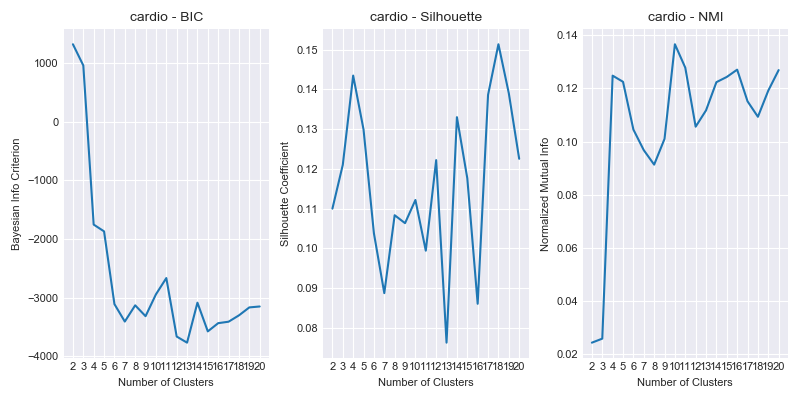 cardio - BIC
1000
0
−1000
−2000
−3000
−4000
Bayesian Info Criterion
2 3 4 5 6 7 8 9 10 11 12 13 14 15 16 17 18 19 20
Number of Clusters
cardio - Silhouette
0.15
0.14
0.13
0.12
0.11
0.10
0.09
0.08
Silhouette Coefficient
2 3 4 5 6 7 8 9 10 11 12 13 14 15 16 17 18 19 20
Number of Clusters
cardio - NMI
0.14
0.12
0.10
0.08
0.06
0.04
0.02
Normalized Mutual Info
2 3 4 5 6 7 8 9 10 11 12 13 14 15 16 17 18 19 20
Number of Clusters